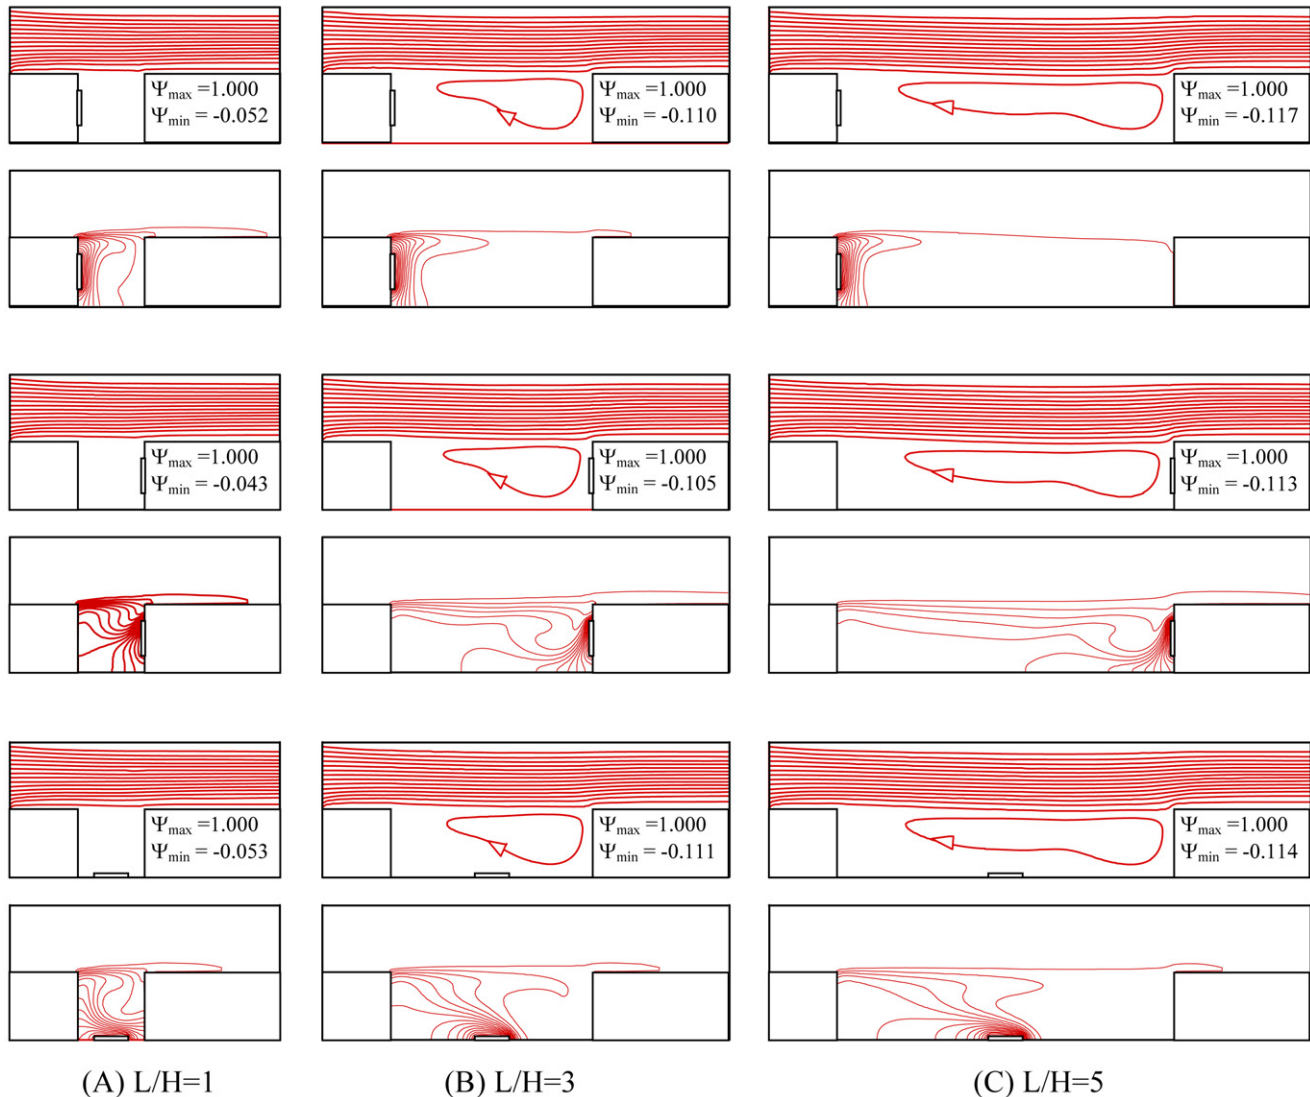 Ψmax =1.000
Ψmin = -0.052
Ψmax =1.000
Ψmin = -0.110
Ψmax =1.000
Ψmin = -0.117
Ψmax =1.000
Ψmin = -0.043
Ψmax =1.000
Ψmin = -0.105
Ψmax =1.000
Ψmin = -0.113
Ψmax =1.000
Ψmin = -0.053
Ψmax =1.000
Ψmin = -0.111
Ψmax =1.000
Ψmin = -0.114
(A) L/H=1
(B) L/H=3
(C) L/H=5